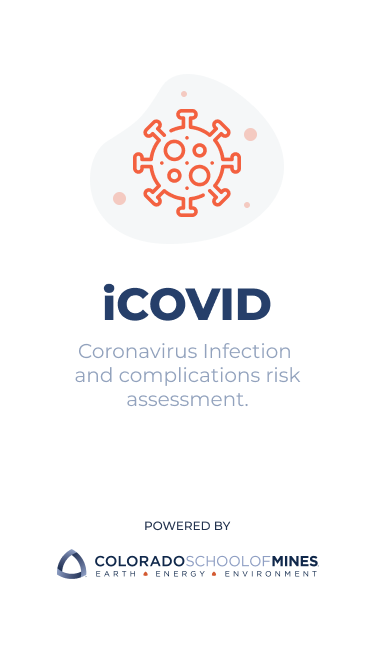 iCOVID
Coronavirus Infection
and complications risk
assessment.
POWERED BY
COLORADOSCHOOLOFMINES
EARTH • ENERGY • ENVIRONMENT